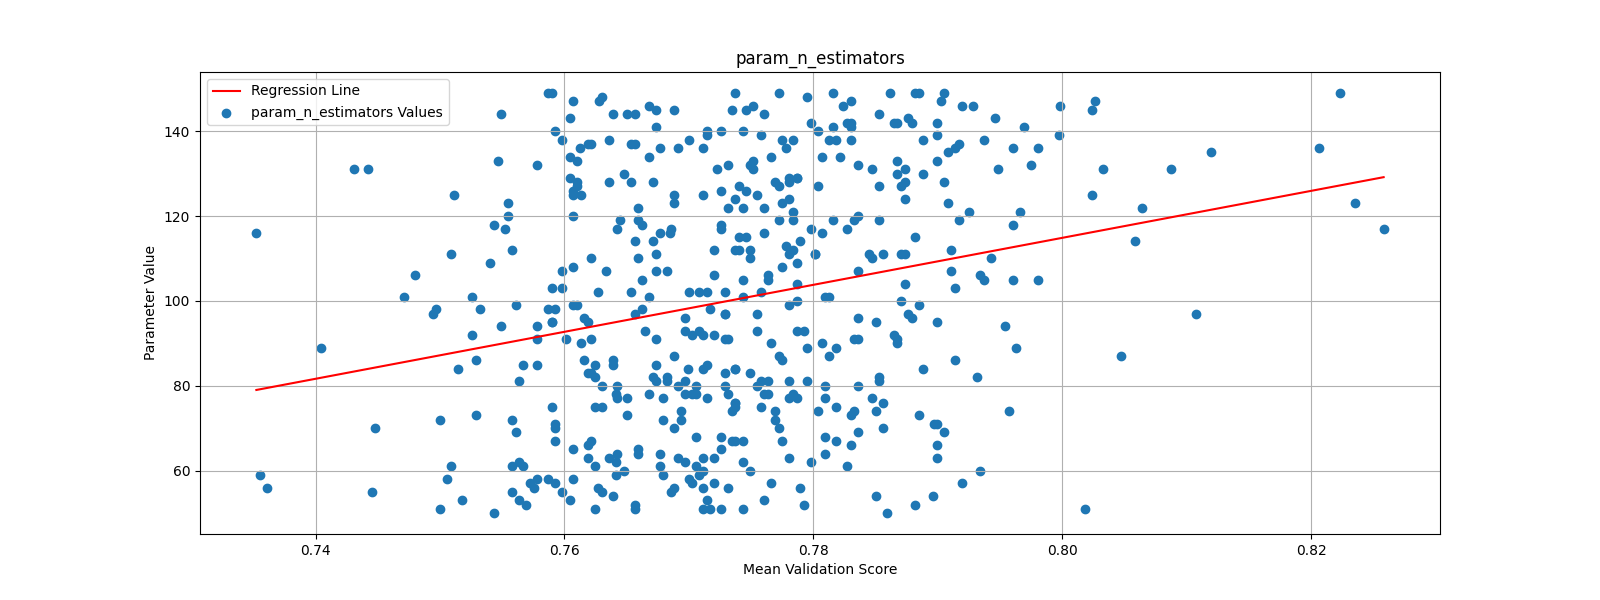 param_n_estimators
Regression Line
param_n_estimators Values
Parameter Value
140
120
100
80
60
0.74
0.76
0.78
0.80
0.82
Mean Validation Score